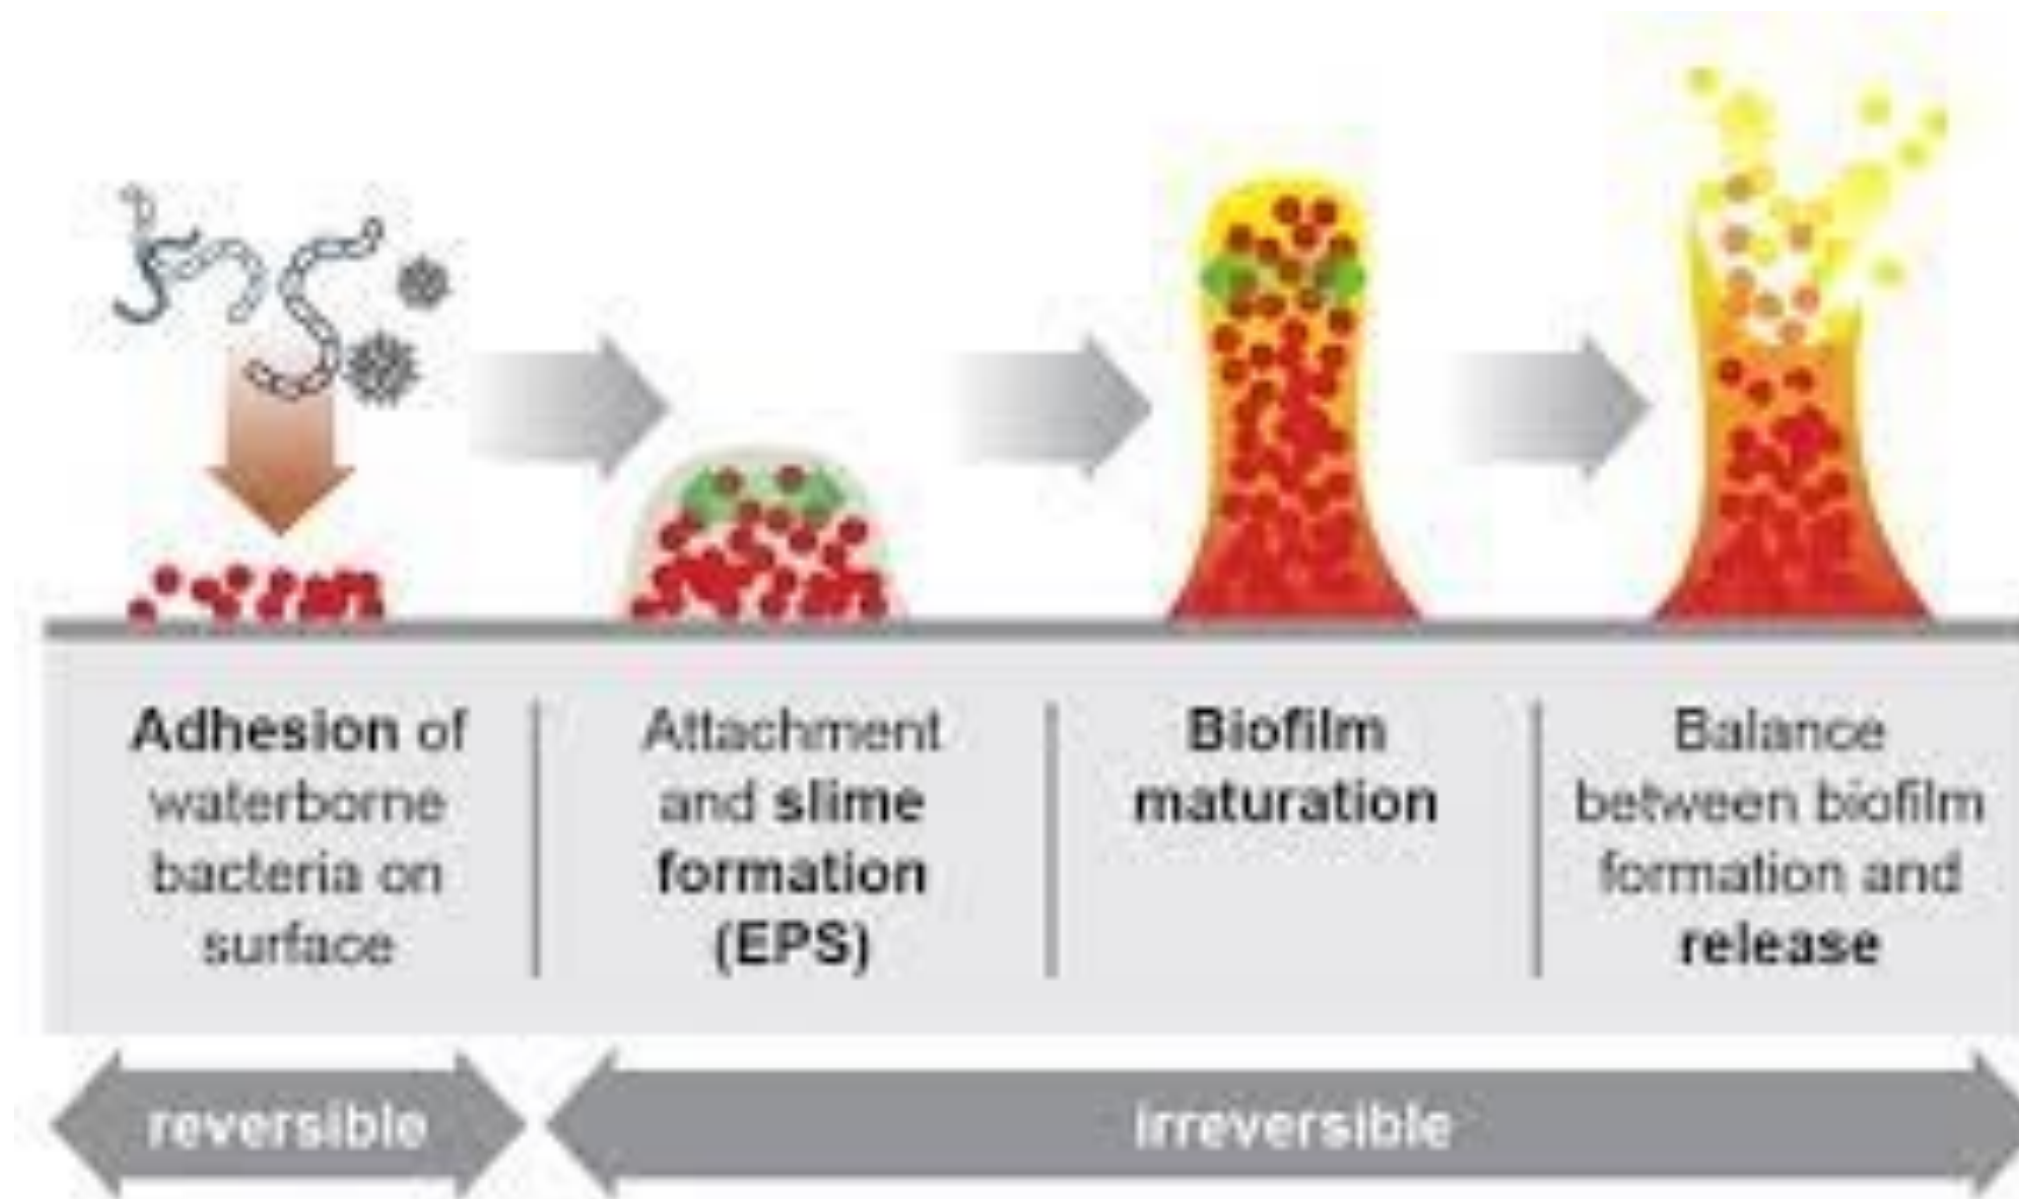 Adhesion of
waterborne
bacteria on
surface
Attachment
and slime
formation
(EPS)
Biofilm
maturation
Balance
between biofilm
formation and
release
reversible
irreversible